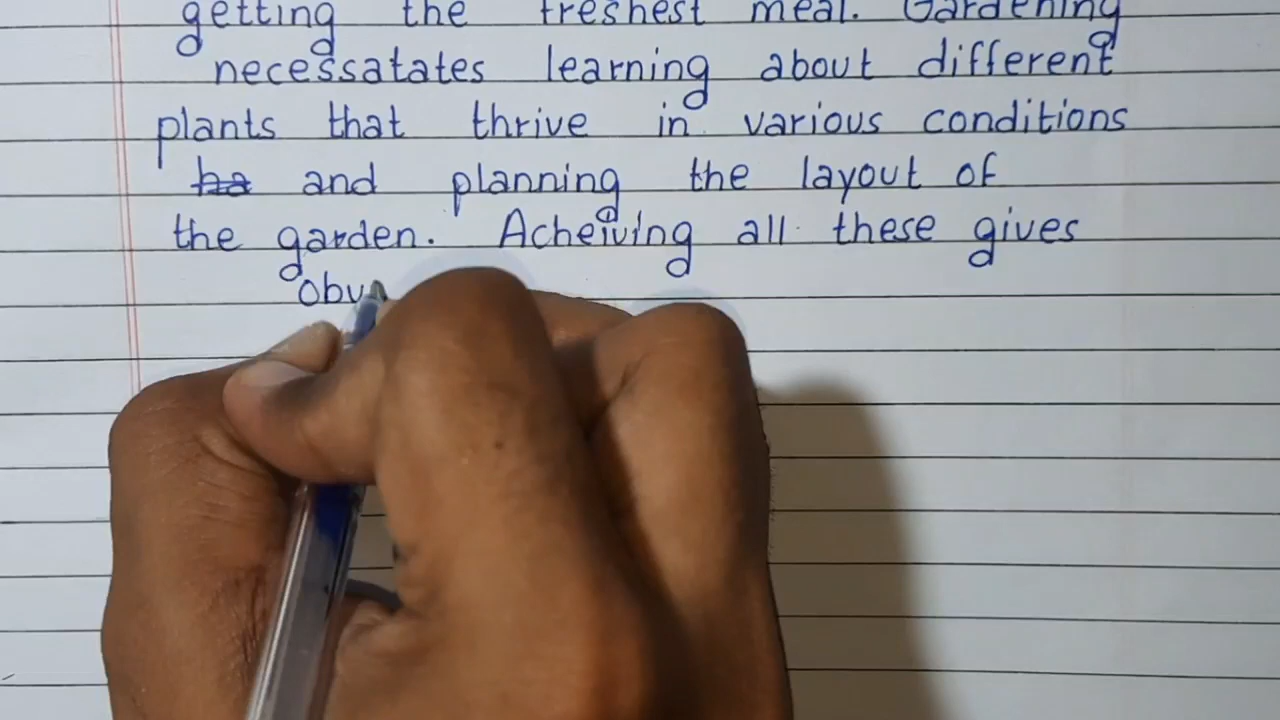 getting the freshest meal. Gardening
necessatates learning about different
plants that thrive in various conditions
ha and planning the layout of
the garden. Acheiving all these gives
obv